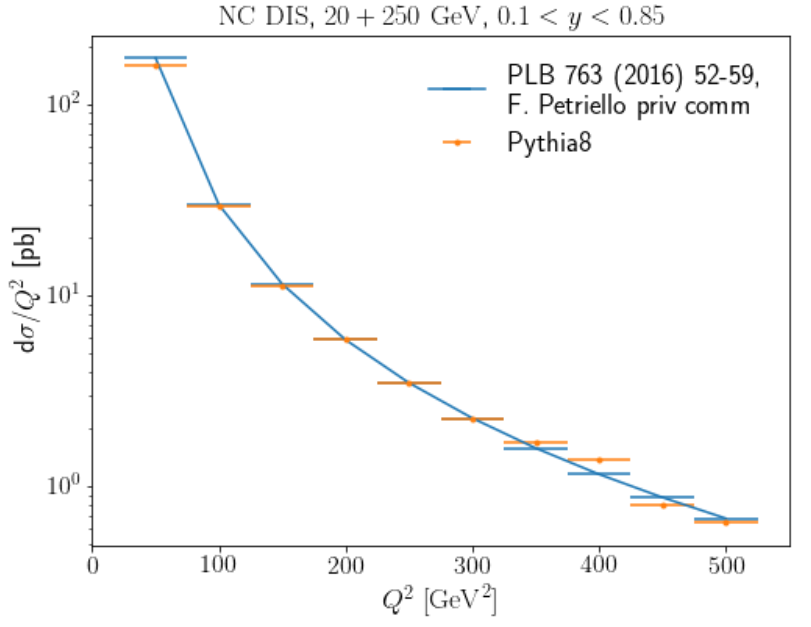 NC DIS, 20 + 250 GeV, 0.1 < y < 0.85
PLB 763 (2016) 52-59,
F. Petriello priv comm
Pythia8
dσ/Q² [pb]
10²
10¹
10⁰
0 100 200 300 400 500
Q² [GeV²]